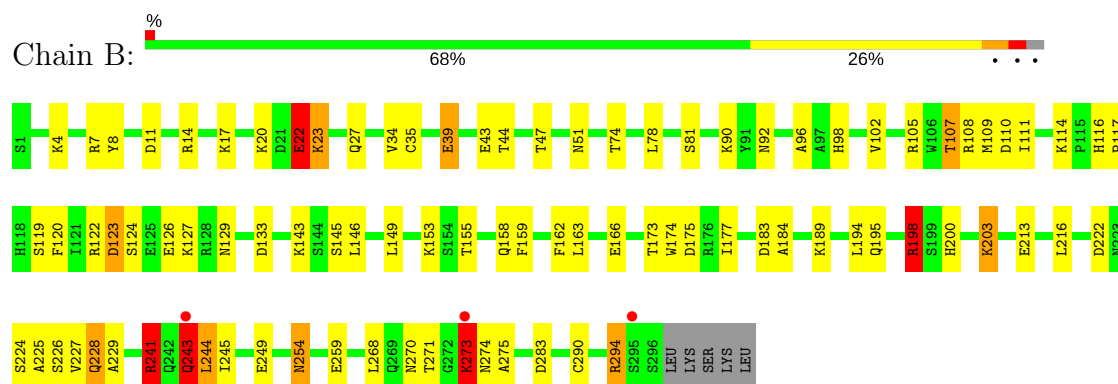 %
Chain B:
68%
26%
S1 K4 R7 Y8 D11 R14 K17 K20 D21 E22 K23 Q27 V34 C35 E39 E43 T44 T47 N51 T74 L78 S81 K90 Y91 N92 A96 A97 H98 V102 R105 W106 T107 R108 M109 D110 I111 K114 P115 H116
H118 S119 F120 I121 R122 D123 S124 E125 E126 K127 R128 N129 D133 K143 S144 S145 L146 L149 K153 S154 T155 Q158 F159 F162 L163 E166 T173 W174 D175 R176 I177 D183 A184 K189 L194 Q195 R198 S199 H200 K203 E213 L216 D222
S224 A225 S226 V227 Q228 A229 R241 Q242 Q243 L244 I245 E249 N254 E259 L268 Q269 N270 T271 G272 K273 N274 A275 D283 C290 R294 S295 S296 LEU LYS SER LYS LEU